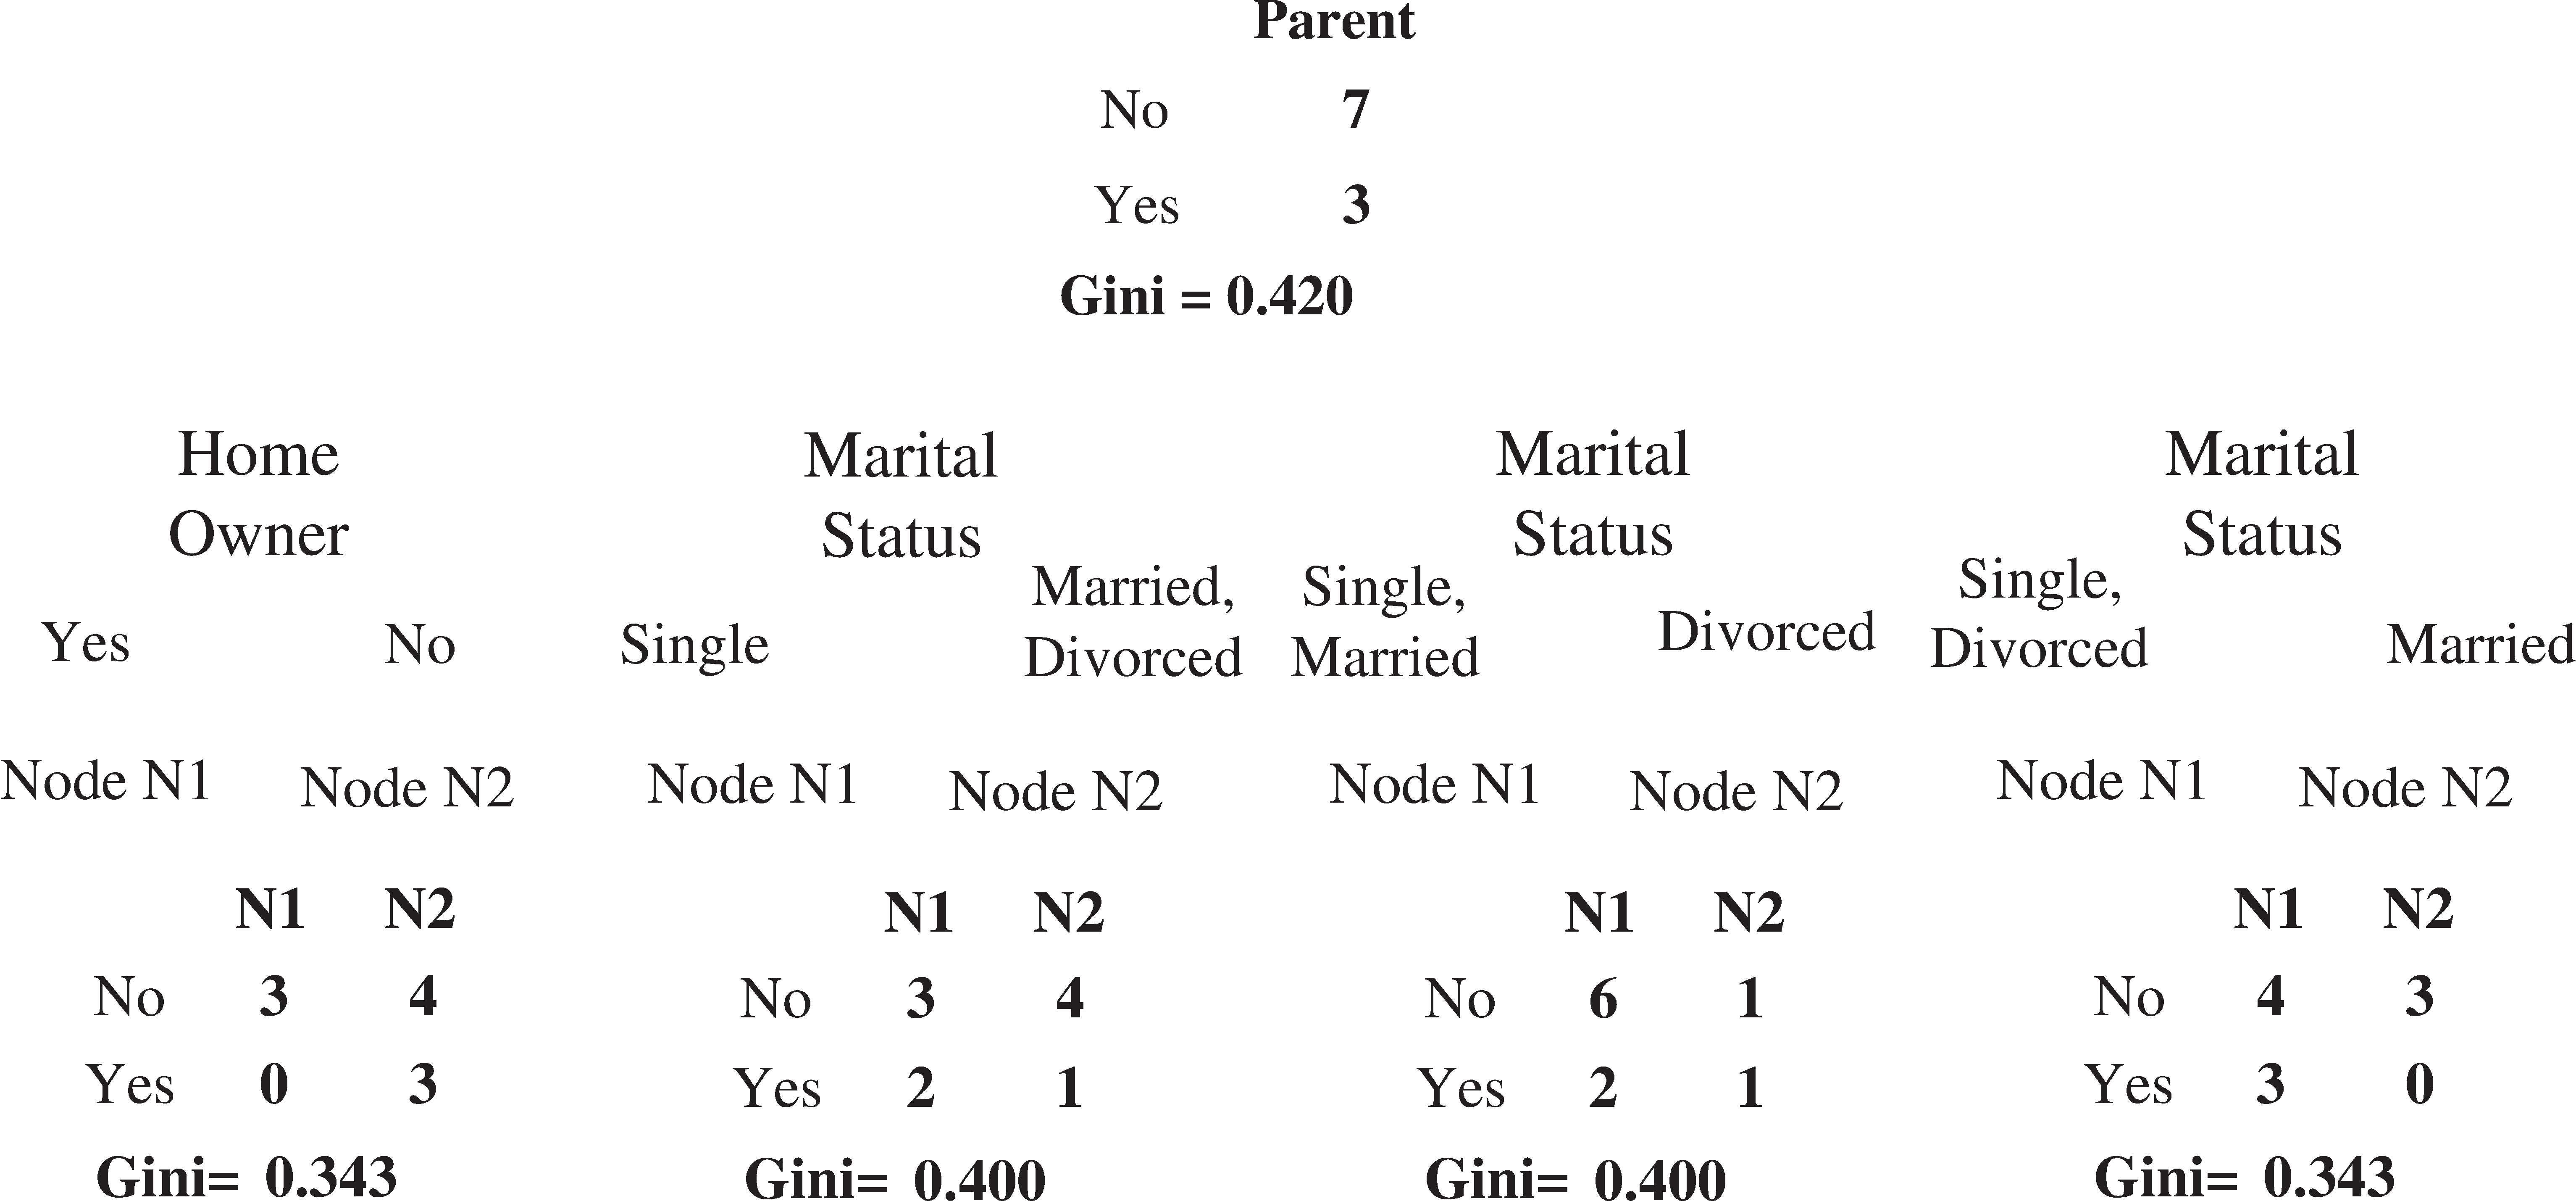 Parent
No 7
Yes 3
Gini = 0.420
Home
Owner
Yes No
Node N1 Node N2
N1 N2
No 3 4
Yes 0 3
Gini= 0.343
Marital
Status
Single
Married,
Divorced
Node N1 Node N2
N1 N2
No 3 4
Yes 2 1
Gini= 0.400
Marital
Status
Single,
Married
Divorced
Node N1 Node N2
N1 N2
No 6 1
Yes 2 1
Gini= 0.400
Marital
Status
Single,
Divorced
Married
Node N1 Node N2
N1 N2
No 4 3
Yes 3 0
Gini= 0.343